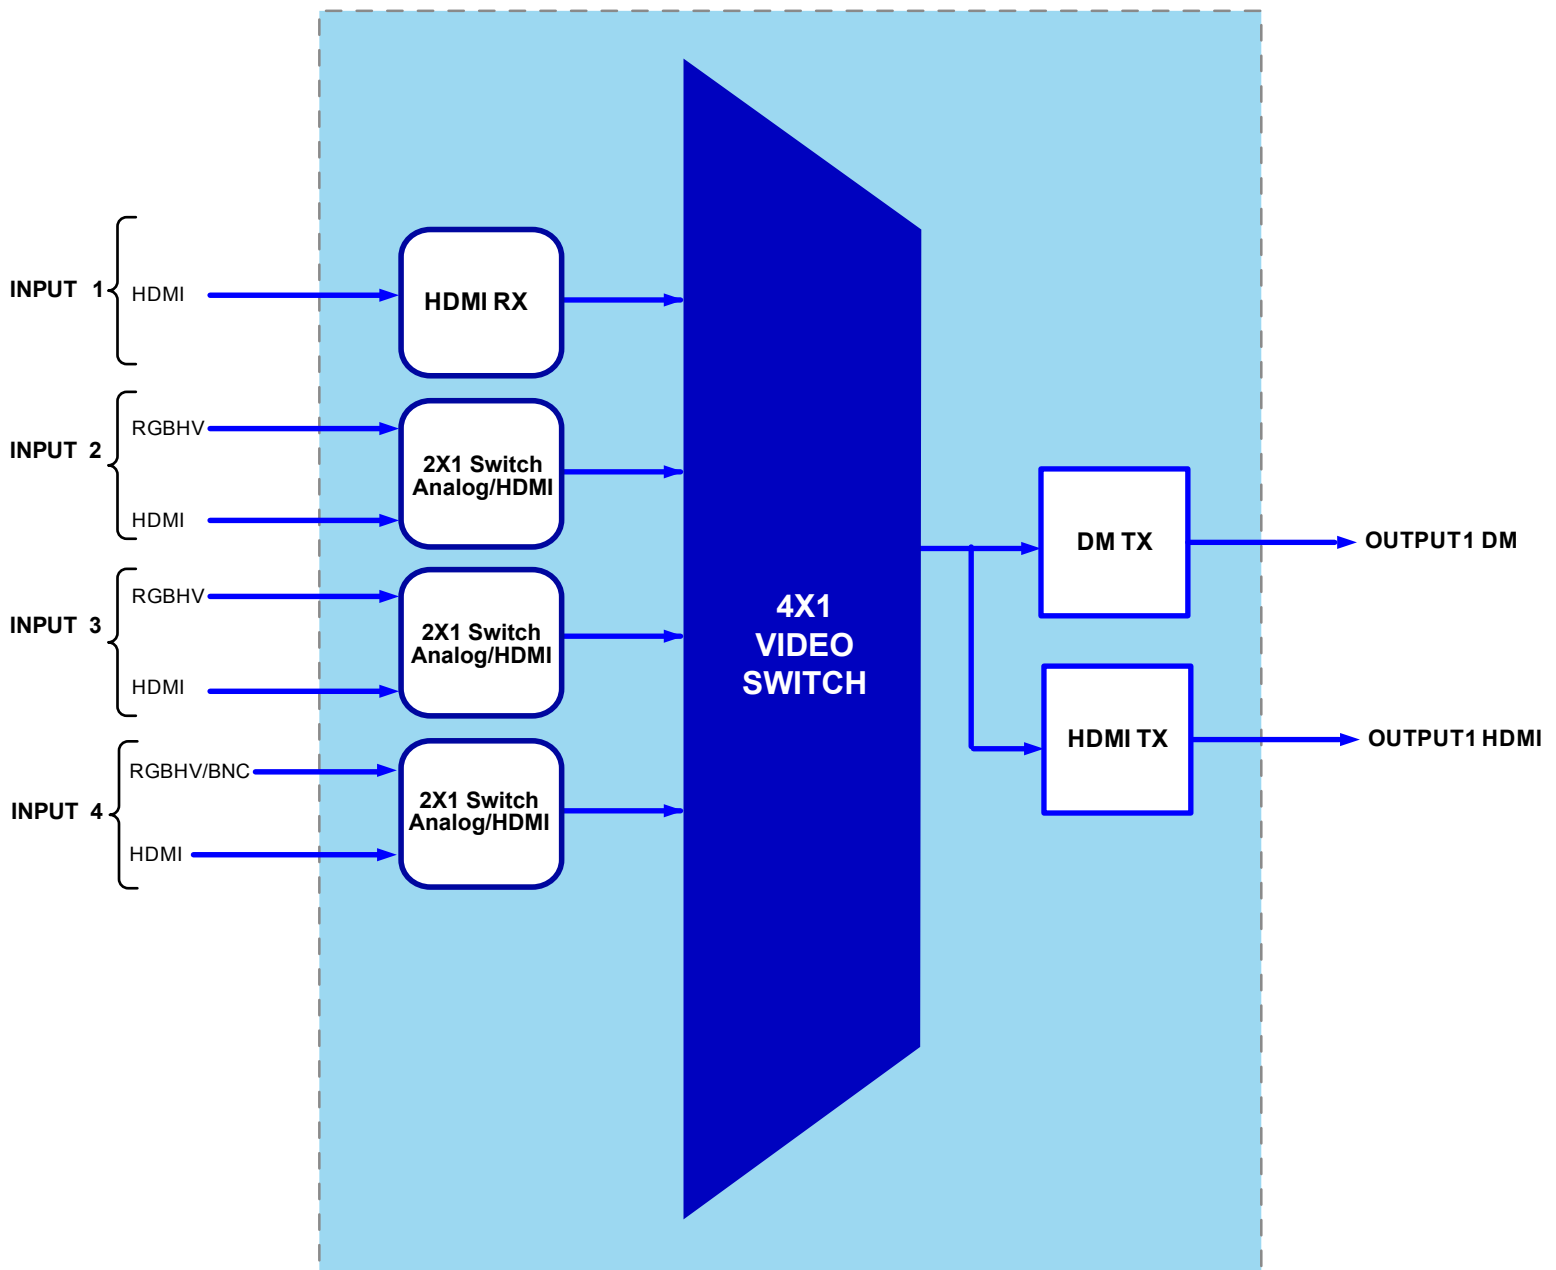 INPUT 1
HDMI
HDMI RX
INPUT 2
RGBHV
HDMI
2X1 Switch
Analog/HDMI
INPUT 3
RGBHV
HDMI
2X1 Switch
Analog/HDMI
INPUT 4
RGBHV/BNC
HDMI
2X1 Switch
Analog/HDMI
4X1
VIDEO
SWITCH
DM TX
OUTPUT1 DM
HDMI TX
OUTPUT1 HDMI